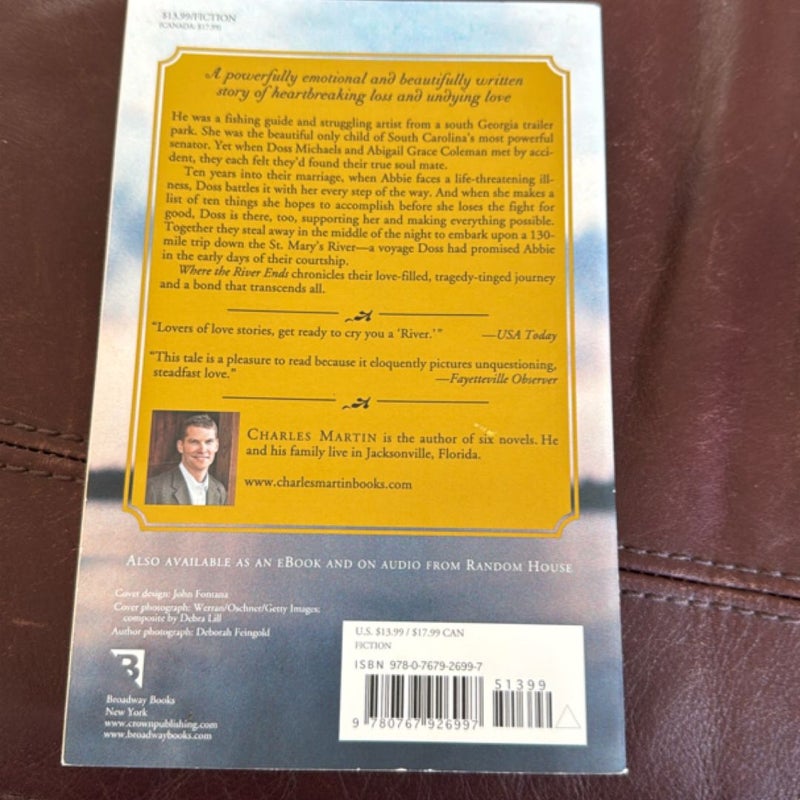 $13.99/FICTION
(CANADA: $17.99)
A powerfully emotional and beautifully written
story of heartbreaking loss and undying love
He was a fishing guide and struggling artist from a south Georgia trailer
park. She was the beautiful only child of South Carolina's most powerful
senator. Yet when Doss Michaels and Abigail Grace Coleman met by acci-
dent, they each felt they'd found their true soul mate.
Ten years into their marriage, when Abbie faces a life-threatening ill-
ness, Doss battles it with her every step of the way. And when she makes a
list of ten things she hopes to accomplish before she loses the fight for
good, Doss is there, too, supporting her and making everything possible.
Together they steal away in the middle of the night to embark upon a 130-
mile trip down the St. Mary's River—a voyage Doss had promised Abbie
in the early days of their courtship.
Where the River Ends chronicles their love-filled, tragedy-tinged journey
and a bond that transcends all.
"Lovers of love stories, get ready to cry you a 'River.'" —USA Today
"This tale is a pleasure to read because it eloquently pictures unquestioning,
steadfast love." —Fayetteville Observer
CHARLES MARTIN is the author of six novels. He
and his family live in Jacksonville, Florida.
www.charlesmartinbooks.com
ALSO AVAILABLE AS AN EBOOK AND ON AUDIO FROM RANDOM HOUSE
Cover design: John Fontana
Cover photograph: Werran/Oschner/Getty Images;
composite by Debra Lill
Author photograph: Deborah Feingold
B
Broadway Books
New York
www.crownpublishing.com
www.broadwaybooks.com
U.S. $13.99 / $17.99 CAN
FICTION
ISBN 978-0-7679-2699-7
51399
9 780767 926997